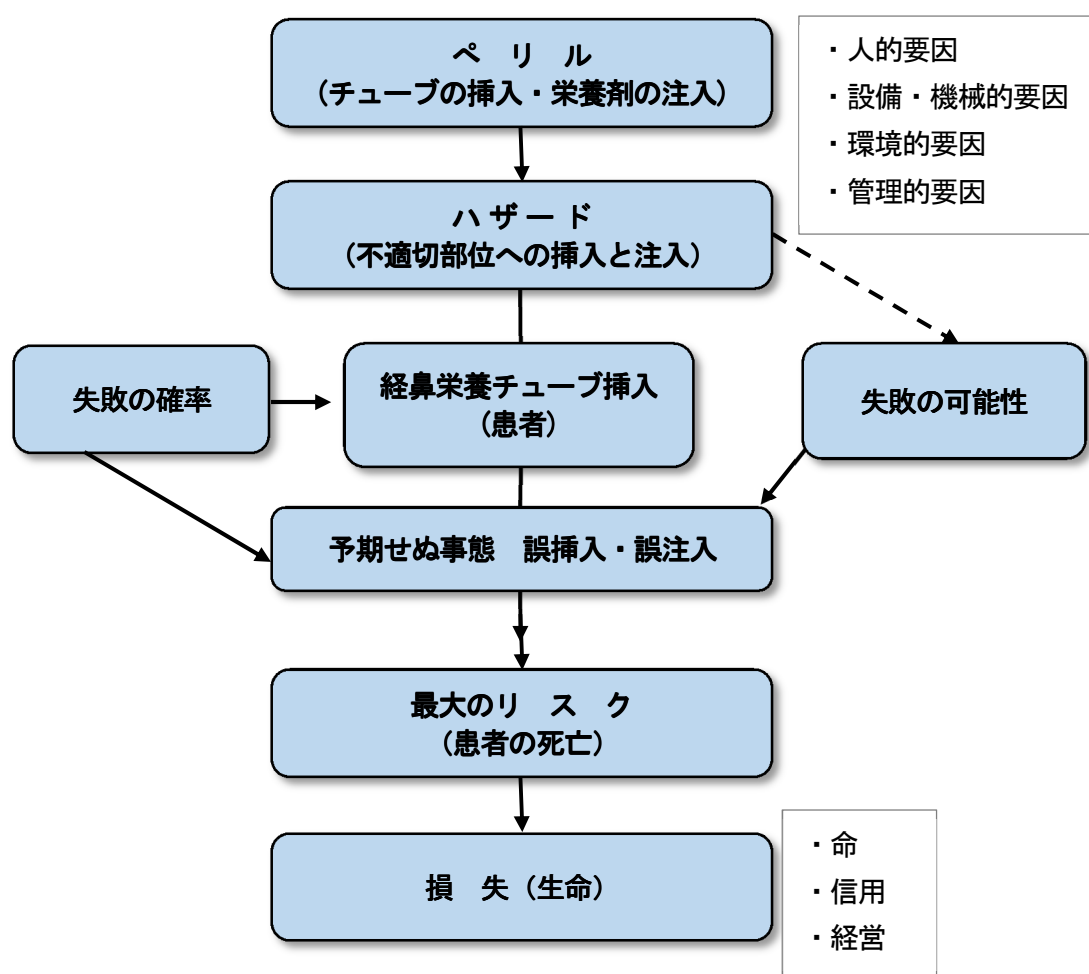 ペ リ ル
(チューブの挿入・栄養剤の注入)
・人的要因
・設備・機械的要因
・環境的要因
・管理的要因
ハ ザ ー ド
(不適切部位への挿入と注入)
失敗の確率
経鼻栄養チューブ挿入
(患者)
失敗の可能性
予期せぬ事態 誤挿入・誤注入
最大のリ ス ク
(患者の死亡)
損 失(生命)
・命
・信用
・経営